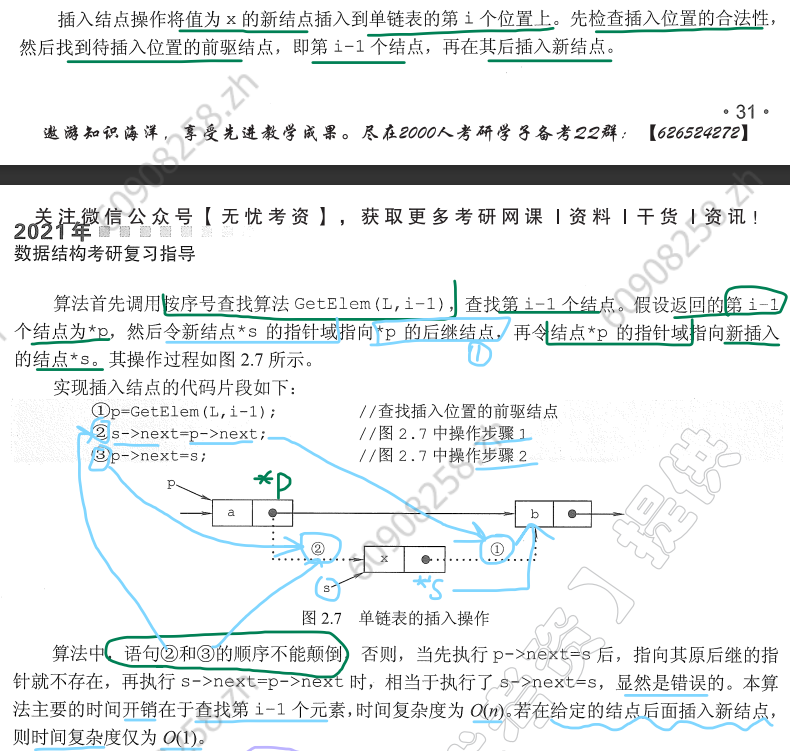 插入结点操作将值为 x 的新结点插入到单链表的第 i 个位置上。先检查插入位置的合法性，
然后找到待插入位置的前驱结点，即第 i-1 个结点，再在其后插入新结点。
·31·
遨游知识海洋，享受先进教学成果。尽在2000人考研学子备考QQ群：【626524272】
关注微信公众号【无忧考资】，获取更多考研网课丨资料丨干货丨资讯！
2021年
数据结构考研复习指导
算法首先调用按序号查找算法 GetElem(L,i-1)，查找第 i-1 个结点。假设返回的第 i-1
个结点为*p，然后令新结点*s 的指针域指向*p 的后继结点，再令结点*p 的指针域指向新插入
①
的结点*s。其操作过程如图 2.7 所示。
实现插入结点的代码片段如下：
①p=GetElem(L,i-1); //查找插入位置的前驱结点
②s->next=p->next; //图 2.7 中操作步骤 1
③p->next=s; //图 2.7 中操作步骤 2
*p
p
a
b
②
①
x
s
*s
图 2.7 单链表的插入操作
算法中，语句②和③的顺序不能颠倒，否则，当先执行 p->next=s 后，指向其原后继的指
针就不存在，再执行 s->next=p->next 时，相当于执行了 s->next=s，显然是错误的。本算
法主要的时间开销在于查找第 i-1 个元素，时间复杂度为 O(n)。若在给定的结点后面插入新结点，
则时间复杂度仅为 O(1)。
60908258.zh
60908258.zh
60908258.zh
】提供